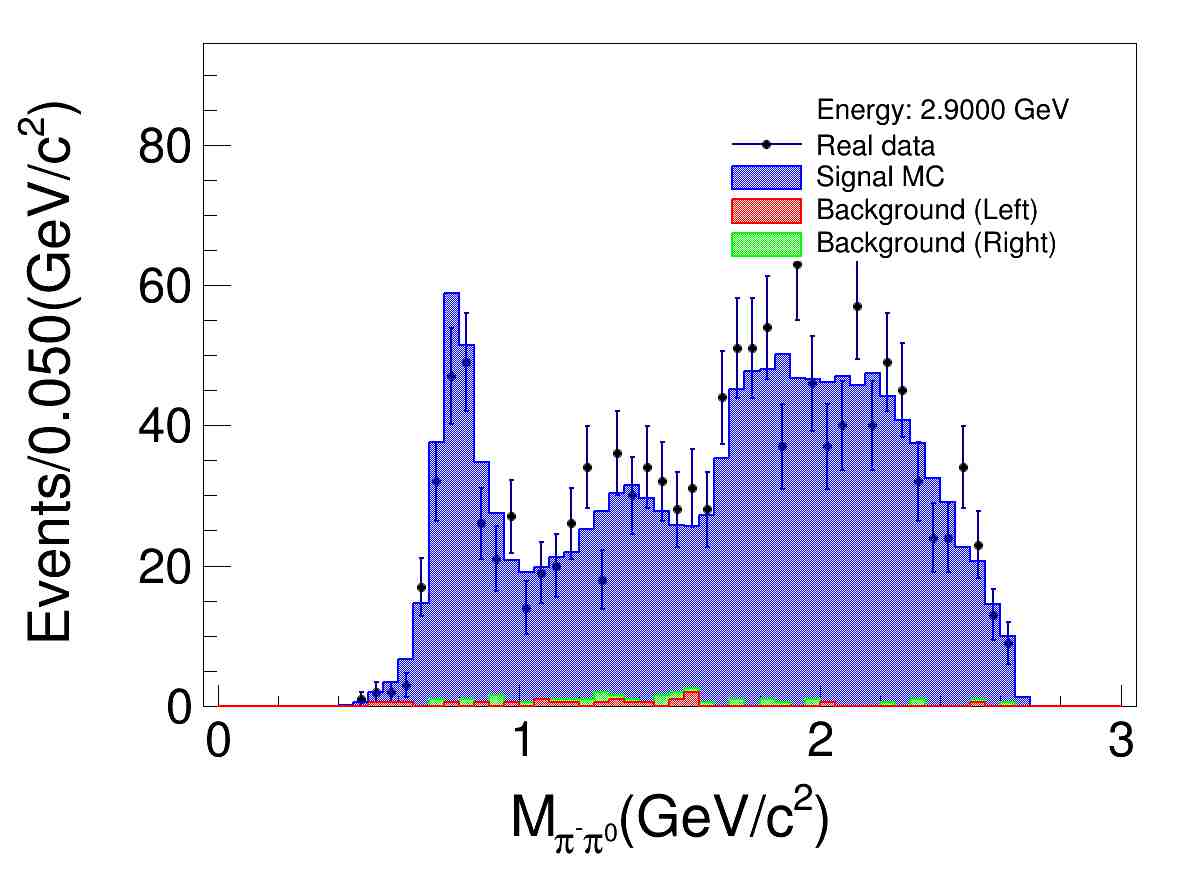 Events/0.050(GeV/c²)
80
60
40
20
0
Energy: 2.9000 GeV
Real data
Signal MC
Background (Left)
Background (Right)
0 1 2 3
Mπ⁻π⁰(GeV/c²)